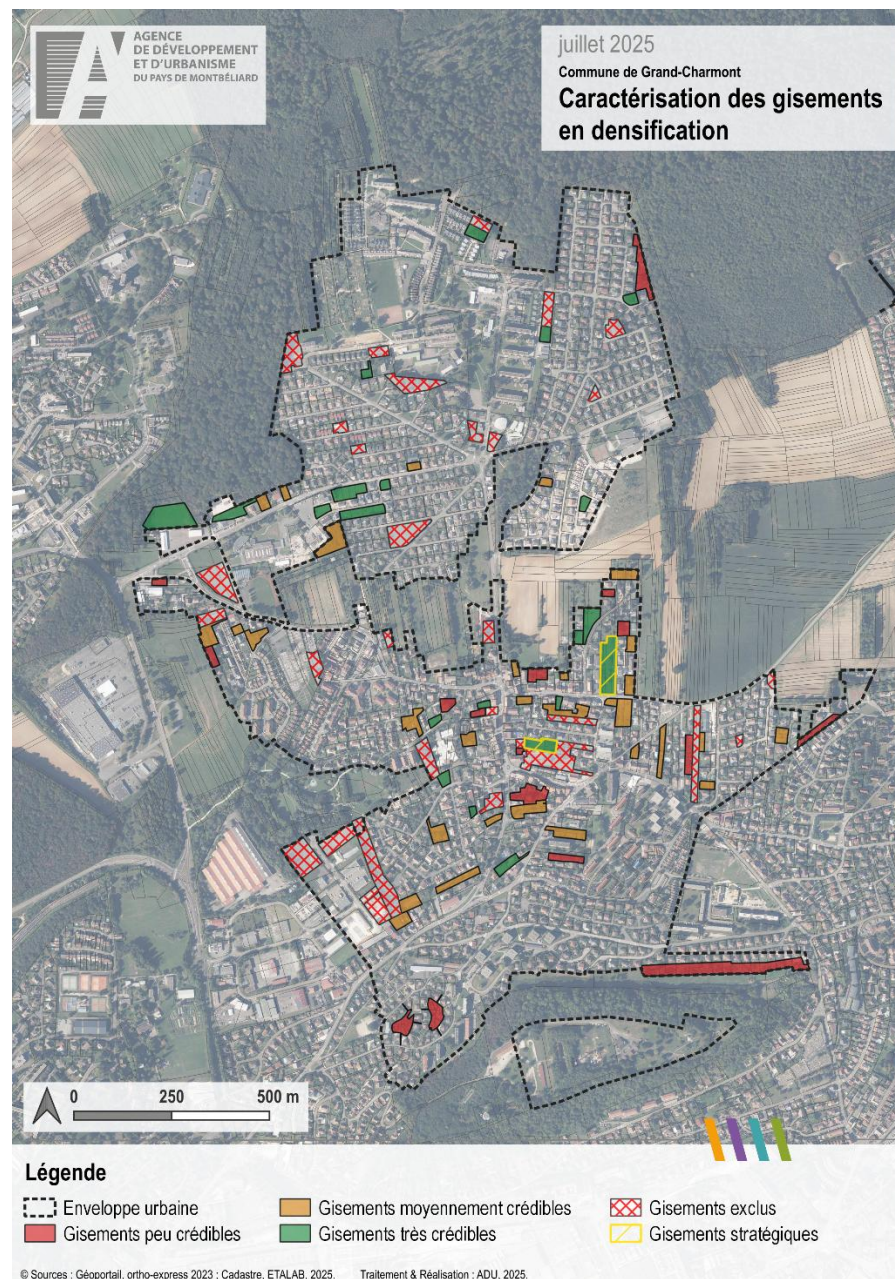 AGENCE
DE DÉVELOPPEMENT
ET D'URBANISME
DU PAYS DE MONTBÉLIARD
juillet 2025
Commune de Grand-Charmont
Caractérisation des gisements
en densification
0 250 500 m
Légende
Enveloppe urbaine
Gisements peu crédibles
Gisements moyennement crédibles
Gisements très crédibles
Gisements exclus
Gisements stratégiques
© Sources : Géoportail, ortho-express 2023 ; Cadastre, ETALAB, 2025. Traitement & Réalisation : ADU, 2025.